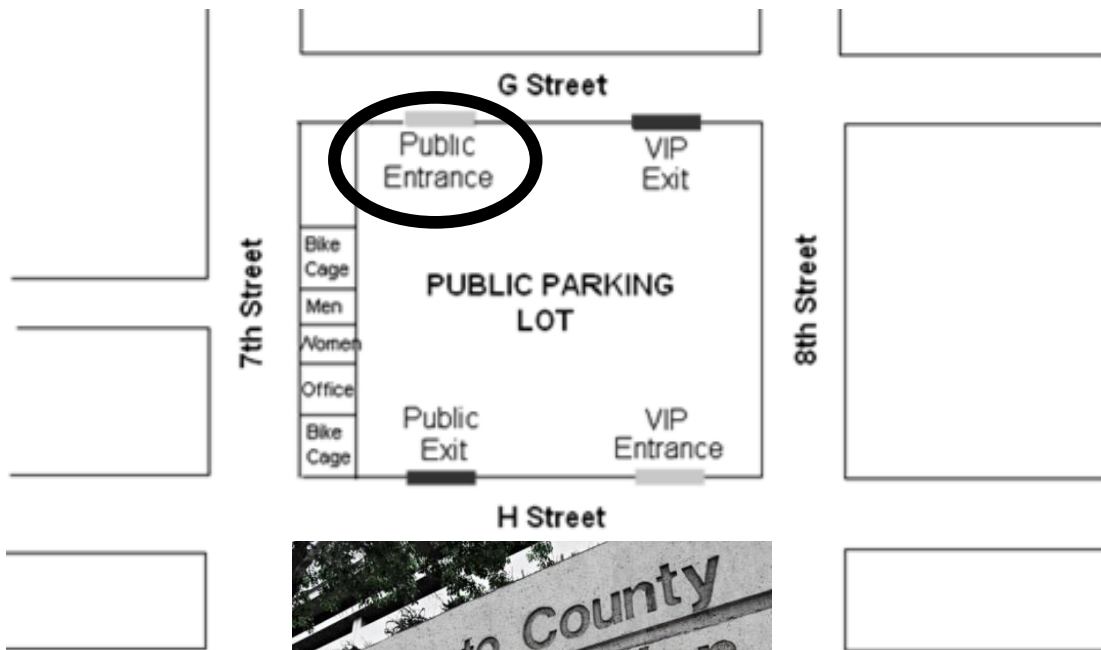 G Street
Public
Entrance
VIP
Exit
7th Street
Bike
Cage
Men
Women
Office
Bike
Cage
PUBLIC PARKING
LOT
8th Street
Public
Exit
VIP
Entrance
H Street
County